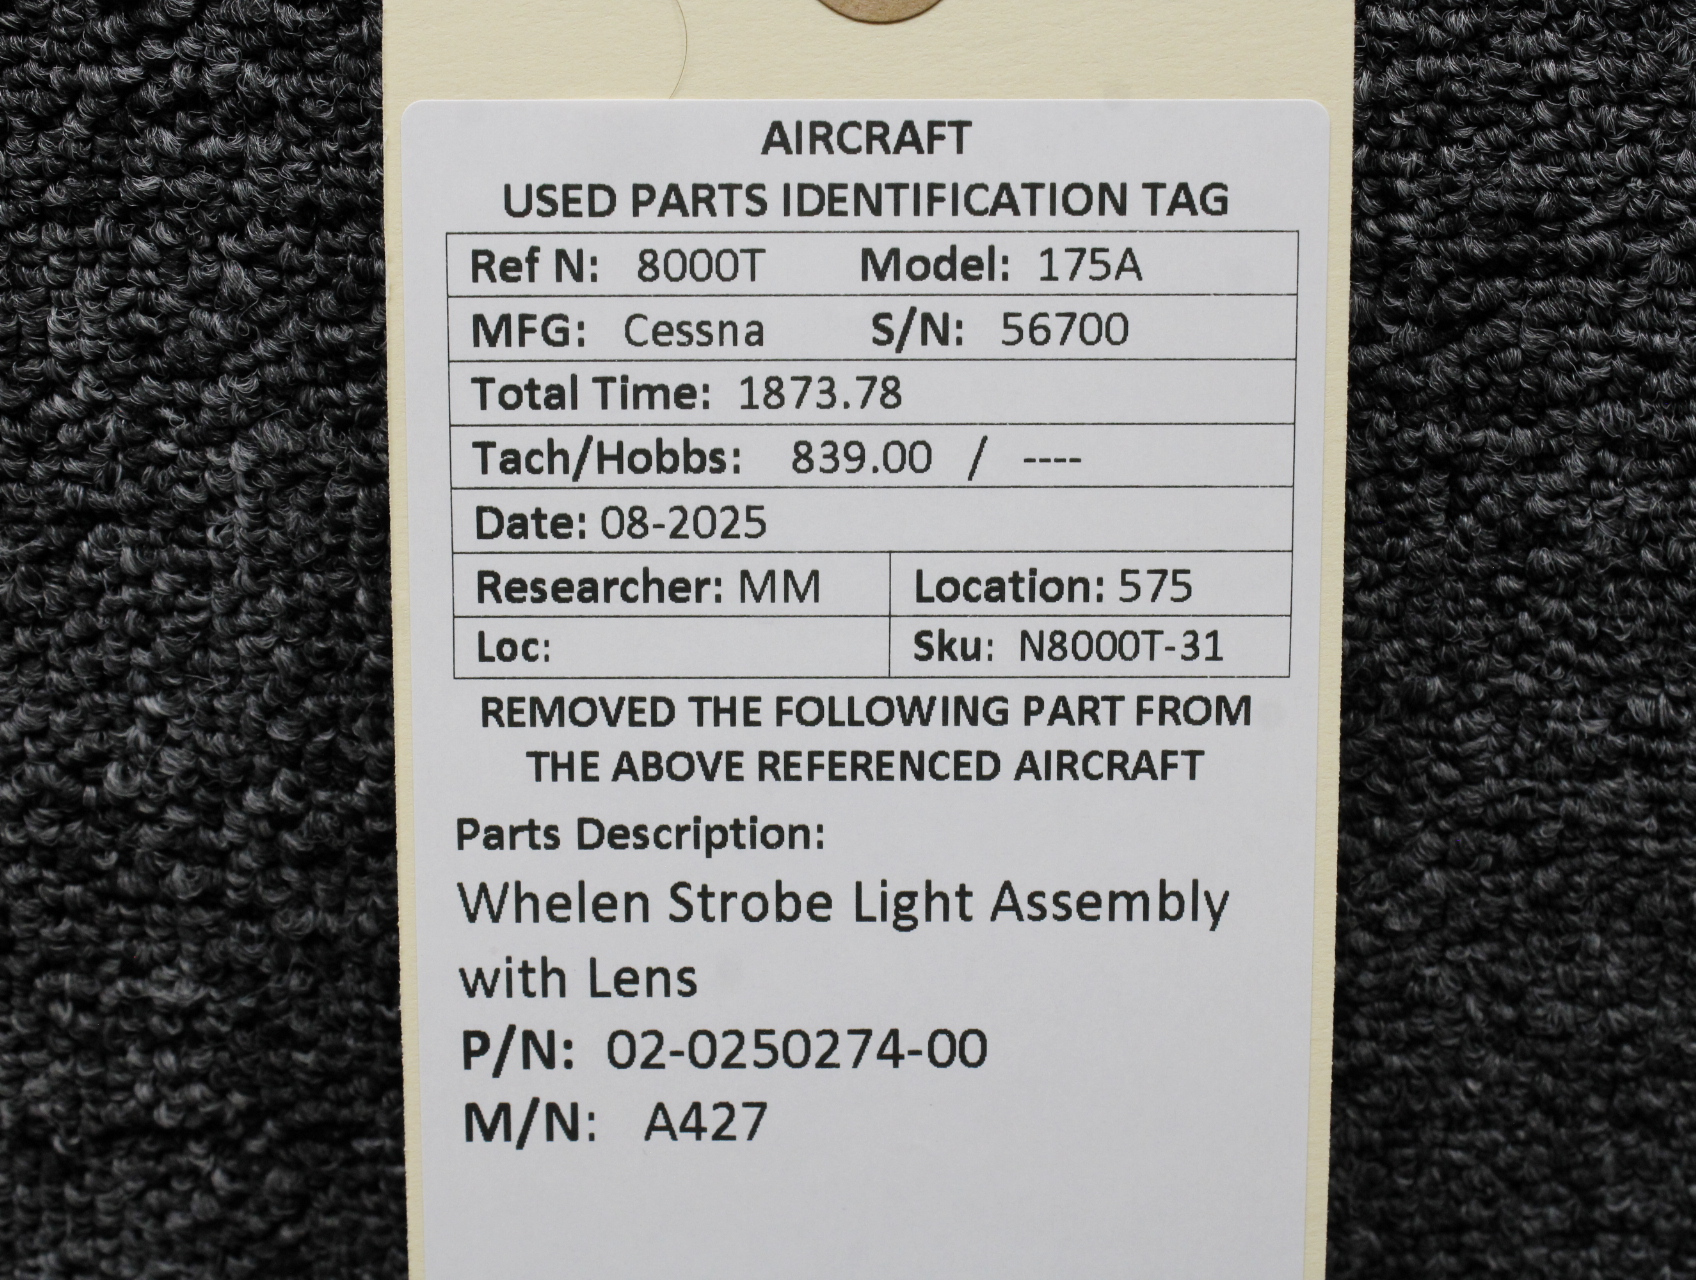 AIRCRAFT
USED PARTS IDENTIFICATION TAG
Ref N: 8000T Model: 175A
MFG: Cessna S/N: 56700
Total Time: 1873.78
Tach/Hobbs: 839.00 / ----
Date: 08-2025
Researcher: MM Location: 575
Loc: Sku: N8000T-31
REMOVED THE FOLLOWING PART FROM
THE ABOVE REFERENCED AIRCRAFT
Parts Description:
Whelen Strobe Light Assembly
with Lens
P/N: 02-0250274-00
M/N: A427